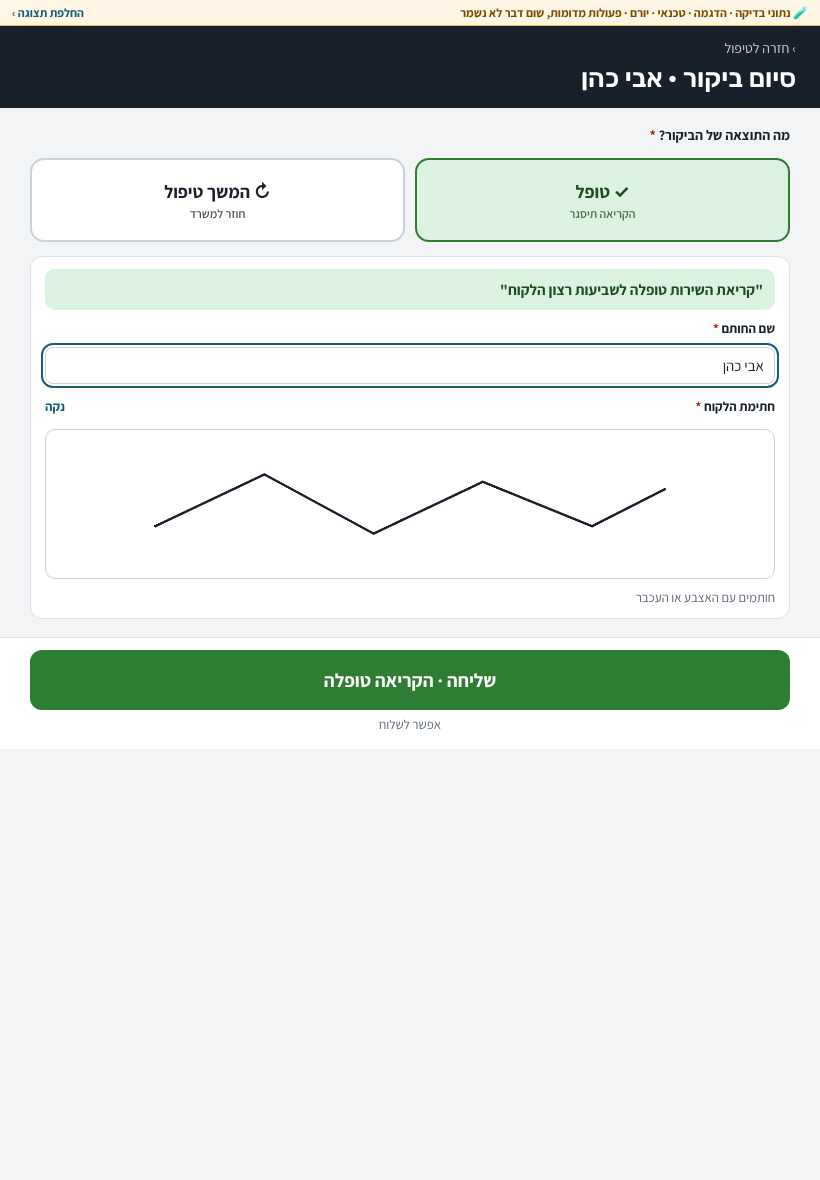 🧪 נתוני בדיקה · הדגמה · טכנאי · יורם · פעולות מדומות, שום דבר לא נשמר
החלפת תצוגה ›
› חזרה לטיפול
סיום ביקור • אבי כהן
מה התוצאה של הביקור? *
✓ טופל
הקריאה תיסגר
↻ המשך טיפול
חוזר למשרד
"קריאת השירות טופלה לשביעות רצון הלקוח"
שם החותם *
אבי כהן
חתימת הלקוח *
נקה
חותמים עם האצבע או העכבר
שליחה · הקריאה טופלה
אפשר לשלוח